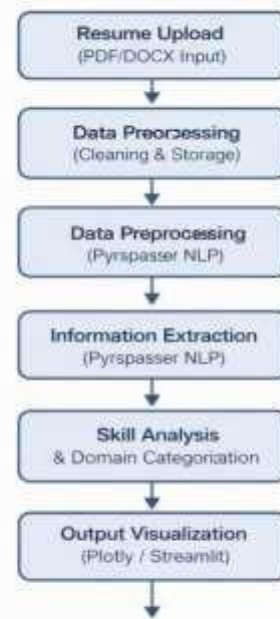 Resume Upload
(PDF/DOCX Input)
Data Preorcessing
(Cleaning & Storage)
Data Preprocessing
(Pyrspasser NLP)
Information Extraction
(Pyrspasser NLP)
Skill Analysis
& Domain Categorization
Output Visualization
(Plotly / Streamlit)